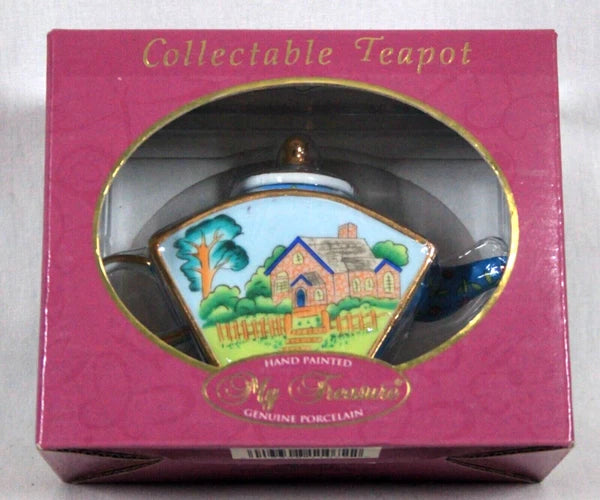 Collectable Teapot
HAND PAINTED
My Treasure®
GENUINE PORCELAIN